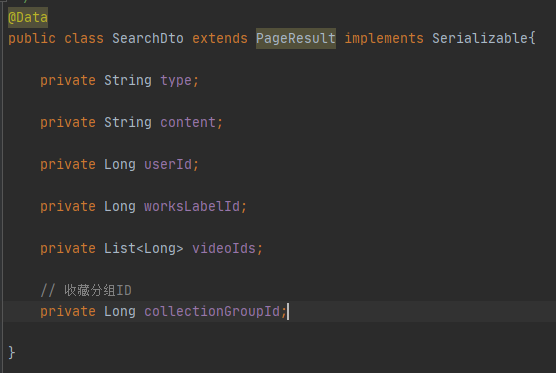 @Data
public class SearchDto extends PageResult implements Serializable{
private String type;
private String content;
private Long userId;
private Long worksLabelId;
private List<Long> videoIds;
// 收藏分组ID
private Long collectionGroupId;
}